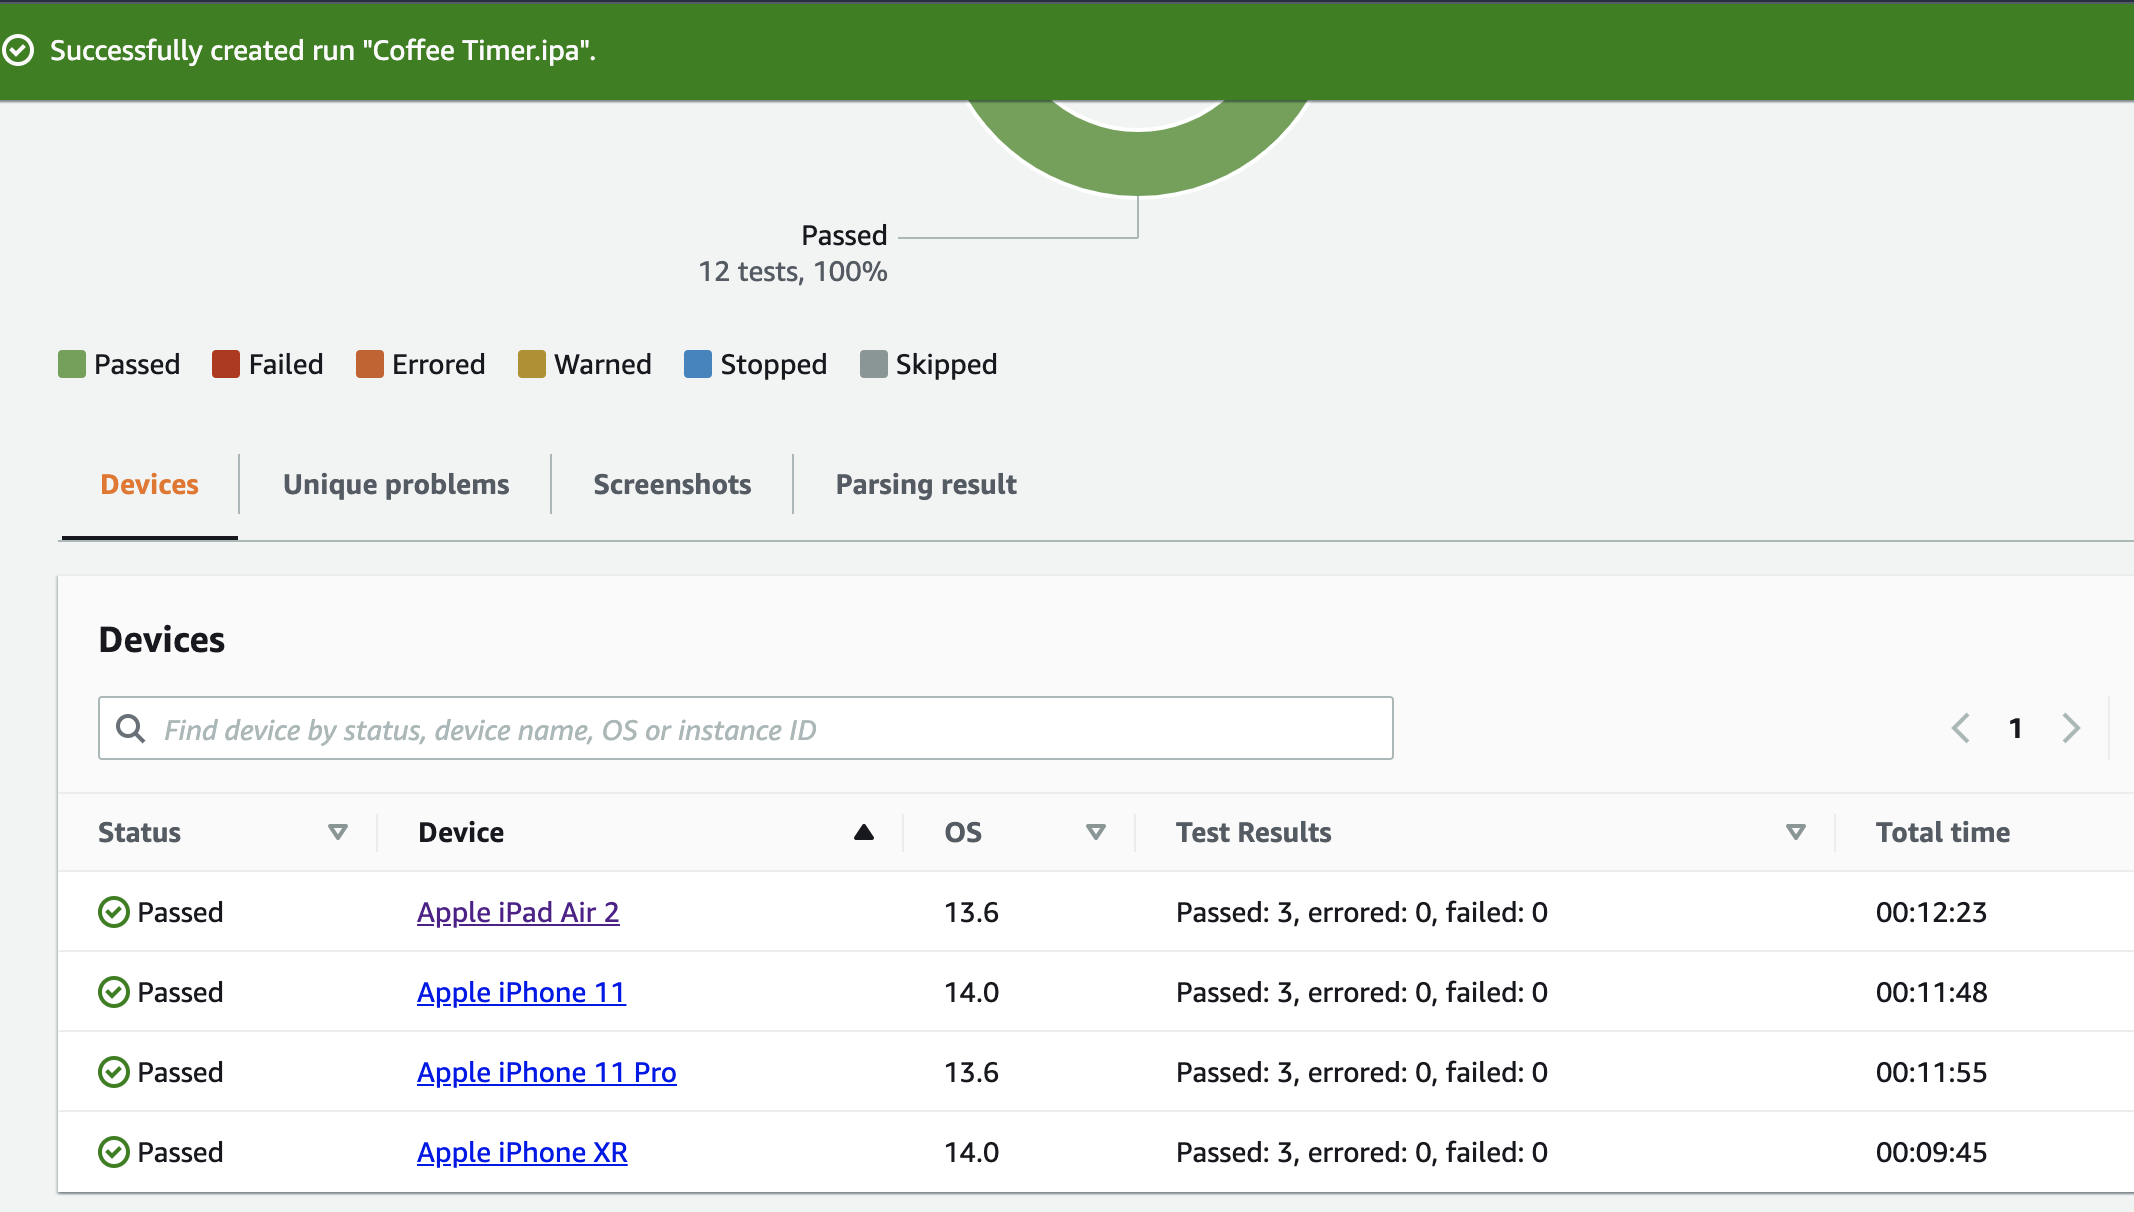 Successfully created run "Coffee Timer.ipa".
Passed
12 tests, 100%
Passed Failed Errored Warned Stopped Skipped
Devices Unique problems Screenshots Parsing result
Devices
Find device by status, device name, OS or instance ID
1
Status Device OS Test Results Total time
Passed Apple iPad Air 2 13.6 Passed: 3, errored: 0, failed: 0 00:12:23
Passed Apple iPhone 11 14.0 Passed: 3, errored: 0, failed: 0 00:11:48
Passed Apple iPhone 11 Pro 13.6 Passed: 3, errored: 0, failed: 0 00:11:55
Passed Apple iPhone XR 14.0 Passed: 3, errored: 0, failed: 0 00:09:45